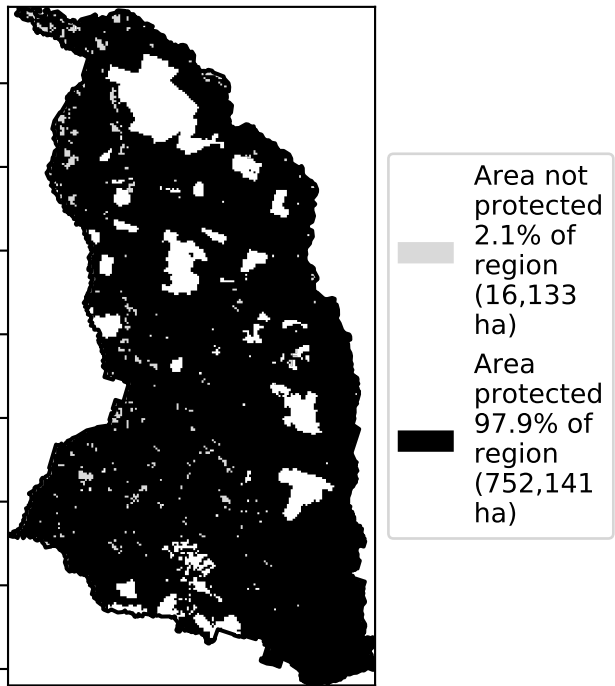 Area not
protected
2.1% of
region
(16,133
ha)
Area
protected
97.9% of
region
(752,141
ha)